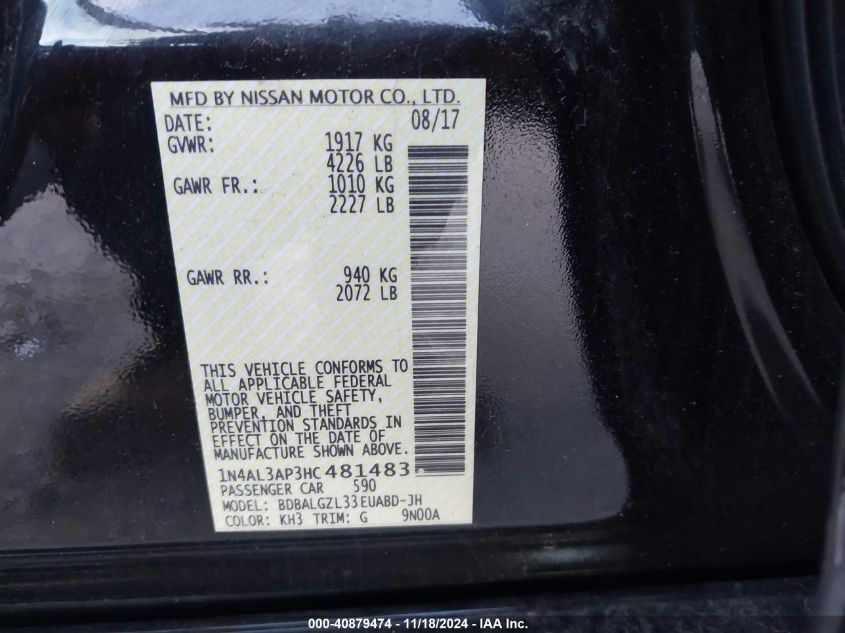 MFD BY NISSAN MOTOR CO., LTD.
DATE: 08/17
GVWR: 1917 KG
4226 LB
GAWR FR.: 1010 KG
2227 LB
GAWR RR.: 940 KG
2072 LB
THIS VEHICLE CONFORMS TO
ALL APPLICABLE FEDERAL
MOTOR VEHICLE SAFETY,
BUMPER, AND THEFT
PREVENTION STANDARDS IN
EFFECT ON THE DATE OF
MANUFACTURE SHOWN ABOVE.
1N4AL3AP3HC481483
PASSENGER CAR 590
MODEL: BDBALGZL33EUABD-JH
COLOR: KH3 TRIM: G 9N00A
000-40879474 — 11/18/2024 — IAA Inc.